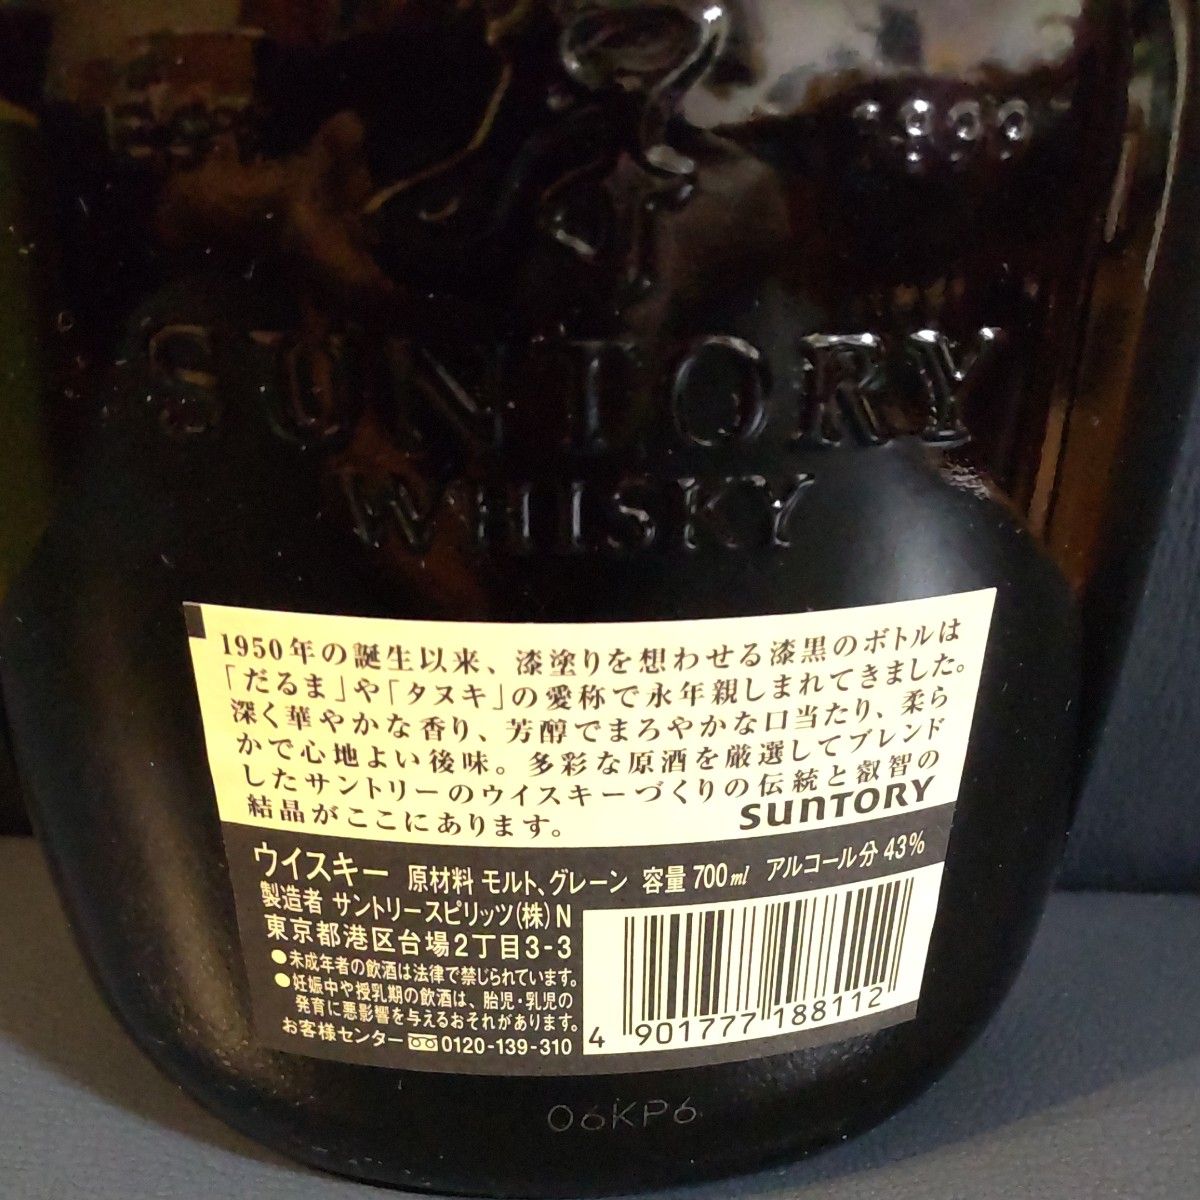 1899
SUNTORY
WHISKY
1950年の誕生以来、漆塗りを想わせる漆黒のボトルは
「だるま」や「タヌキ」の愛称で永年親しまれてきました。
深く華やかな香り、芳醇でまろやかな口当たり、柔ら
かで心地よい後味。多彩な原酒を厳選してブレンド
したサントリーのウイスキーづくりの伝統と叡智の
結晶がここにあります。
SUNTORY
ウイスキー 原材料 モルト、グレーン 容量 700ml アルコール分 43%
製造者 サントリースピリッツ(株) N
東京都港区台場2丁目3-3
●未成年者の飲酒は法律で禁じられています。
●妊娠中や授乳期の飲酒は、胎児・乳児の
発育に悪影響を与えるおそれがあります。
お客様センター 0120-139-310
4 901777 188112
06KP6